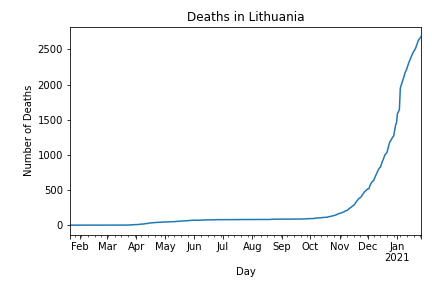 Deaths in Lithuania
Number of Deaths
2500
2000
1500
1000
500
0
Feb Mar Apr May Jun Jul Aug Sep Oct Nov Dec Jan
2021
Day